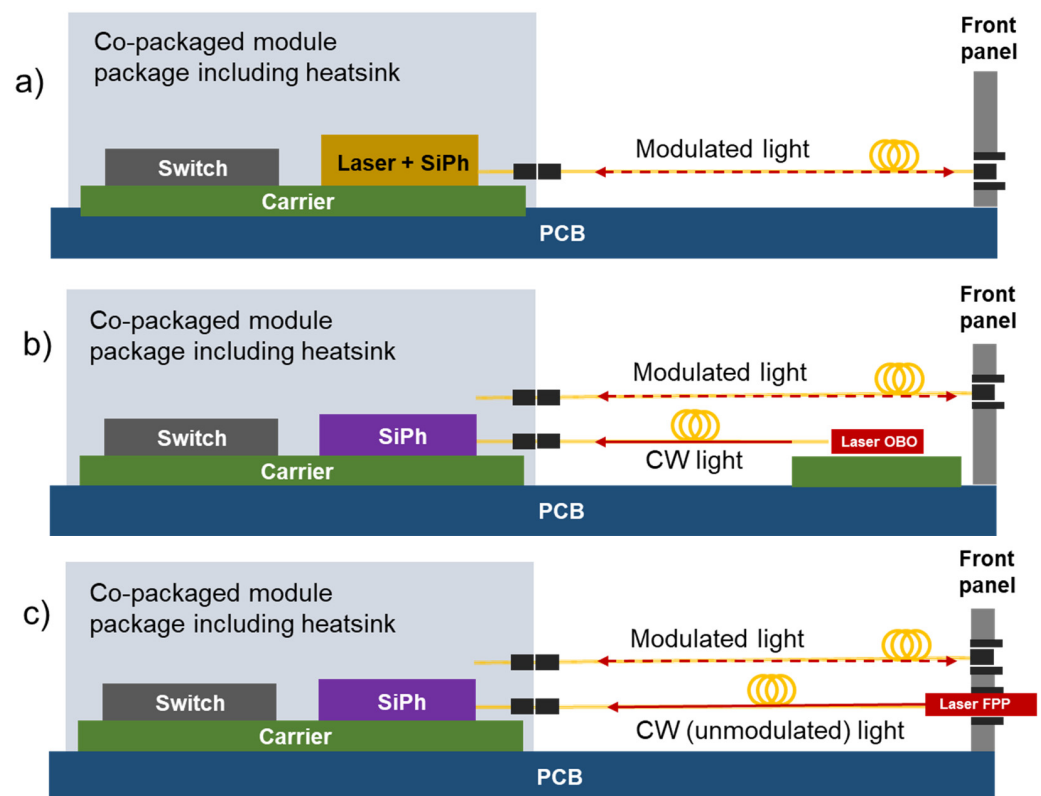 a)
Co-packaged module
package including heatsink
Front
panel
Switch
Laser + SiPh
Modulated light
Carrier
PCB
b)
Co-packaged module
package including heatsink
Front
panel
Modulated light
Switch
SiPh
CW light
Laser OBO
Carrier
PCB
c)
Co-packaged module
package including heatsink
Front
panel
Modulated light
Switch
SiPh
Laser FPP
CW (unmodulated) light
Carrier
PCB